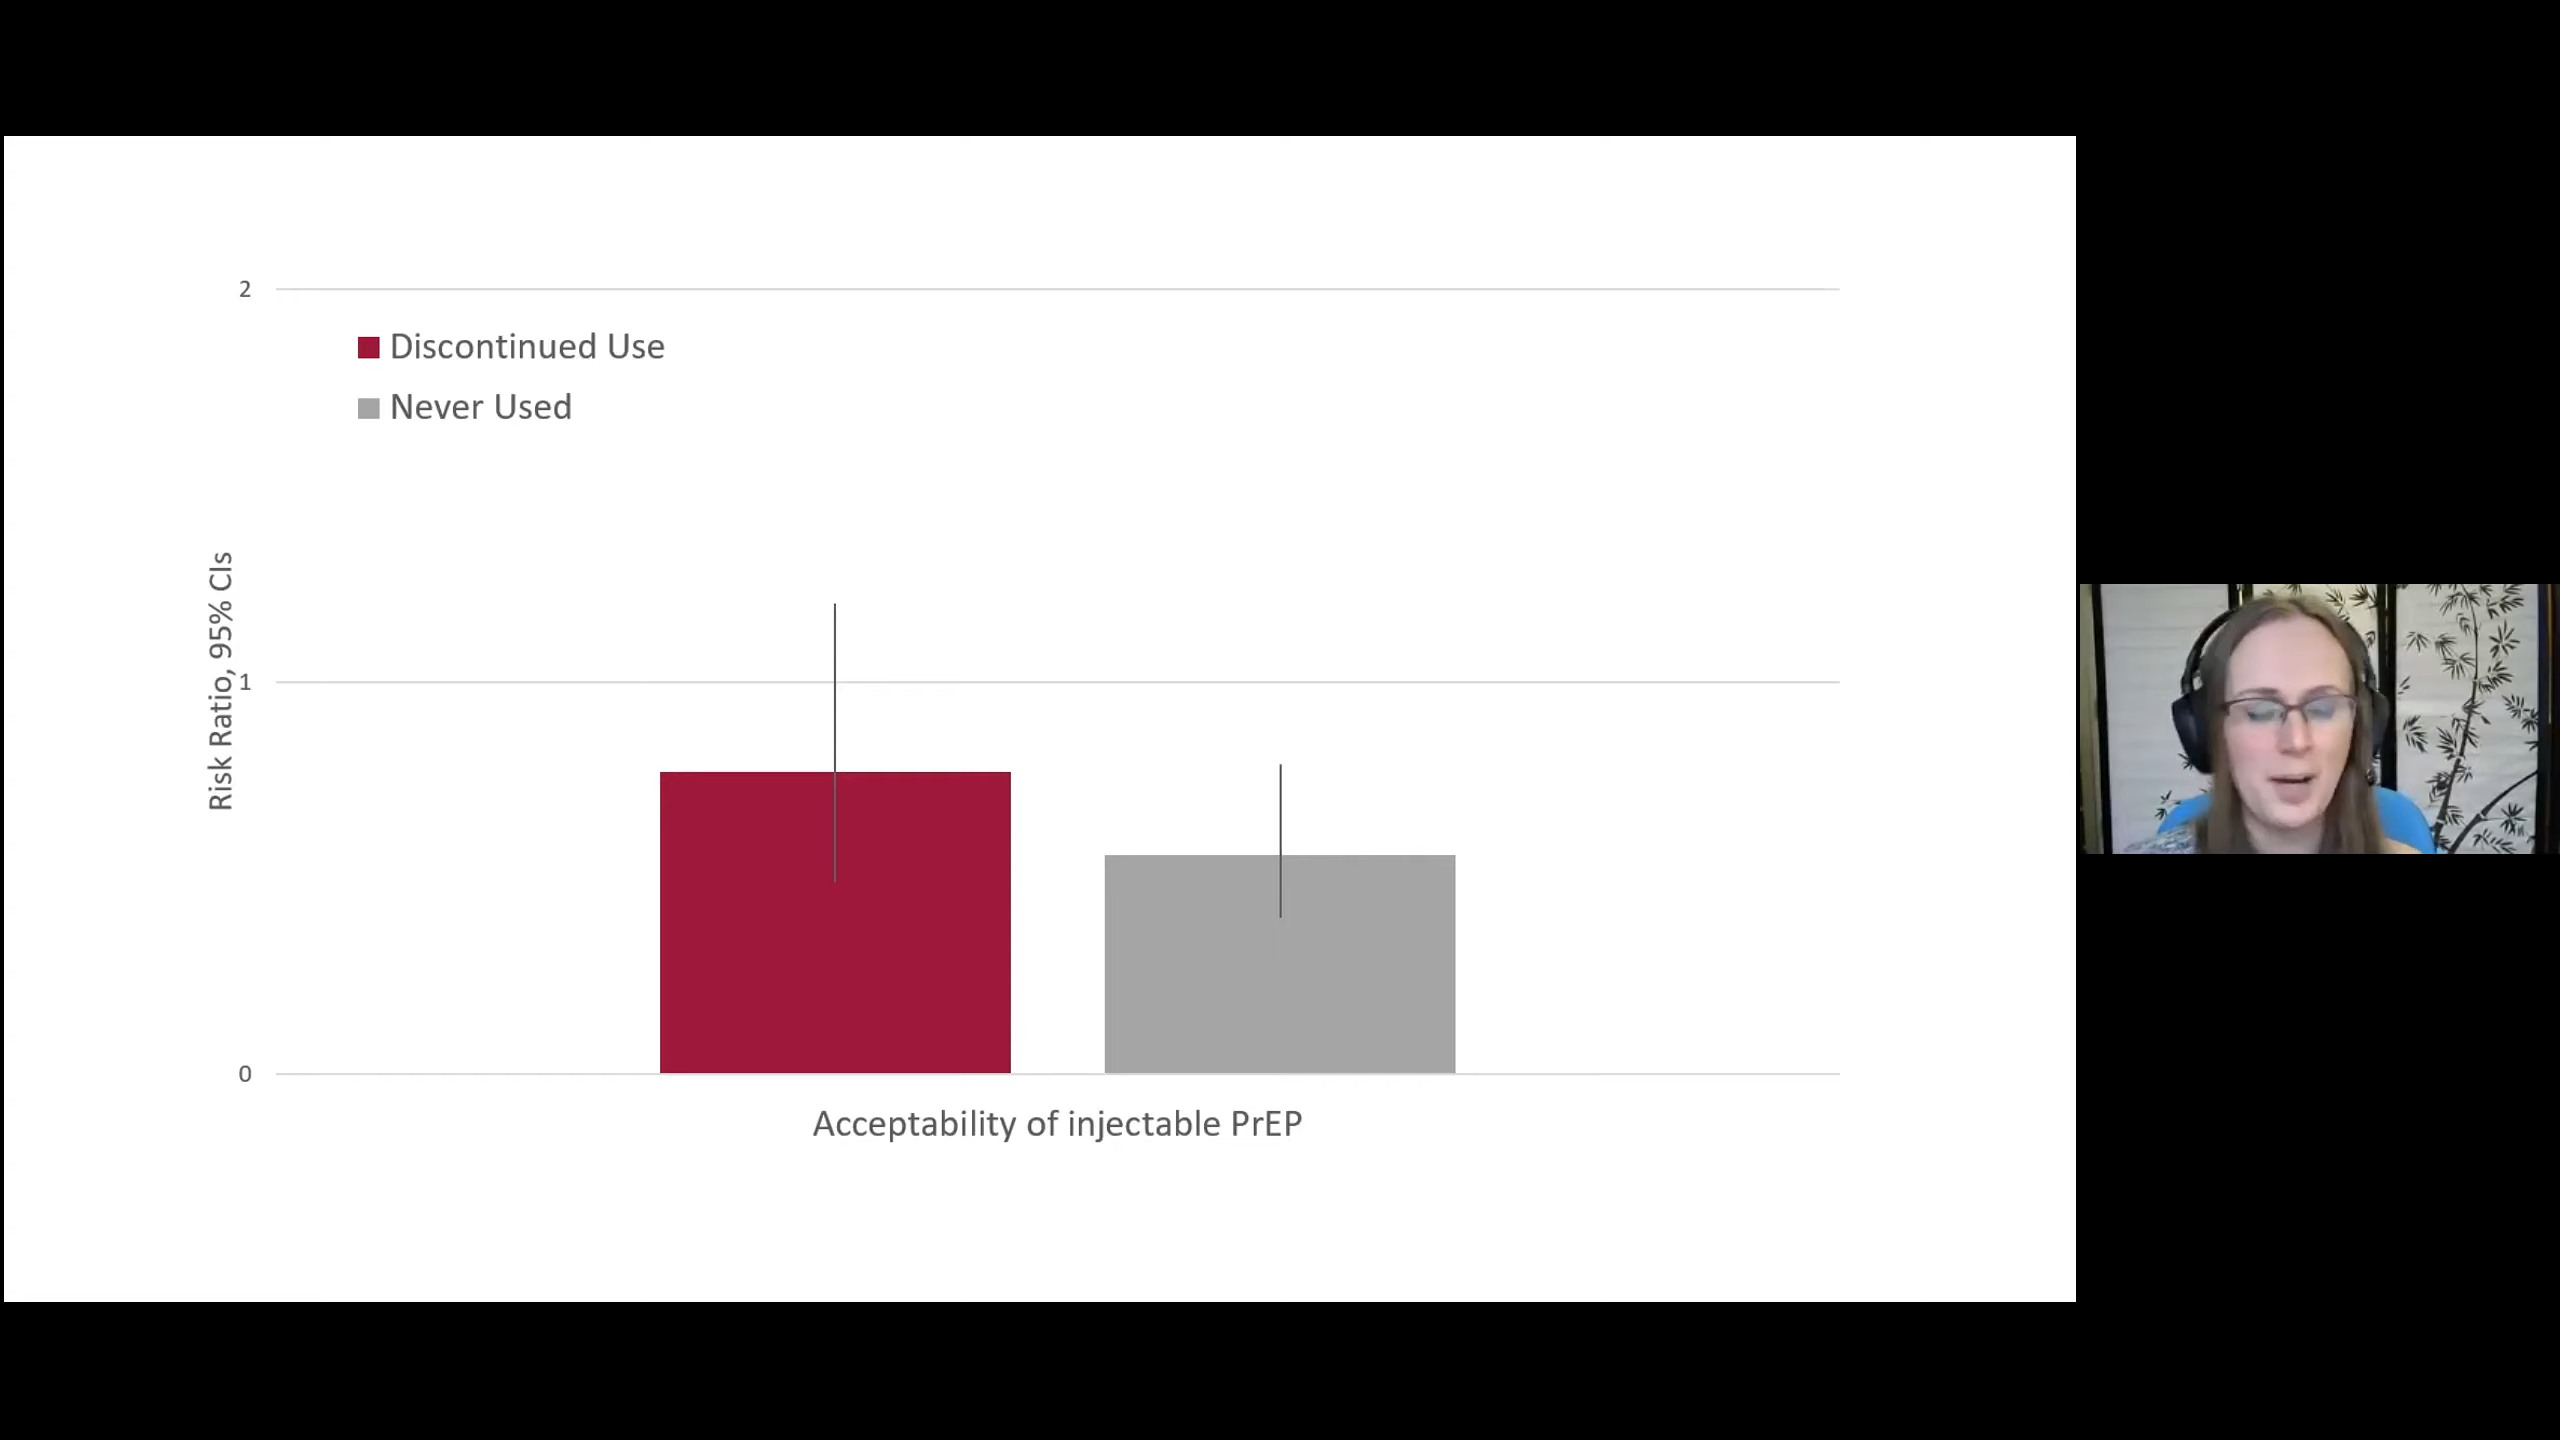 2
Discontinued Use
Never Used
Risk Ratio, 95% CIs
1
0
Acceptability of injectable PrEP